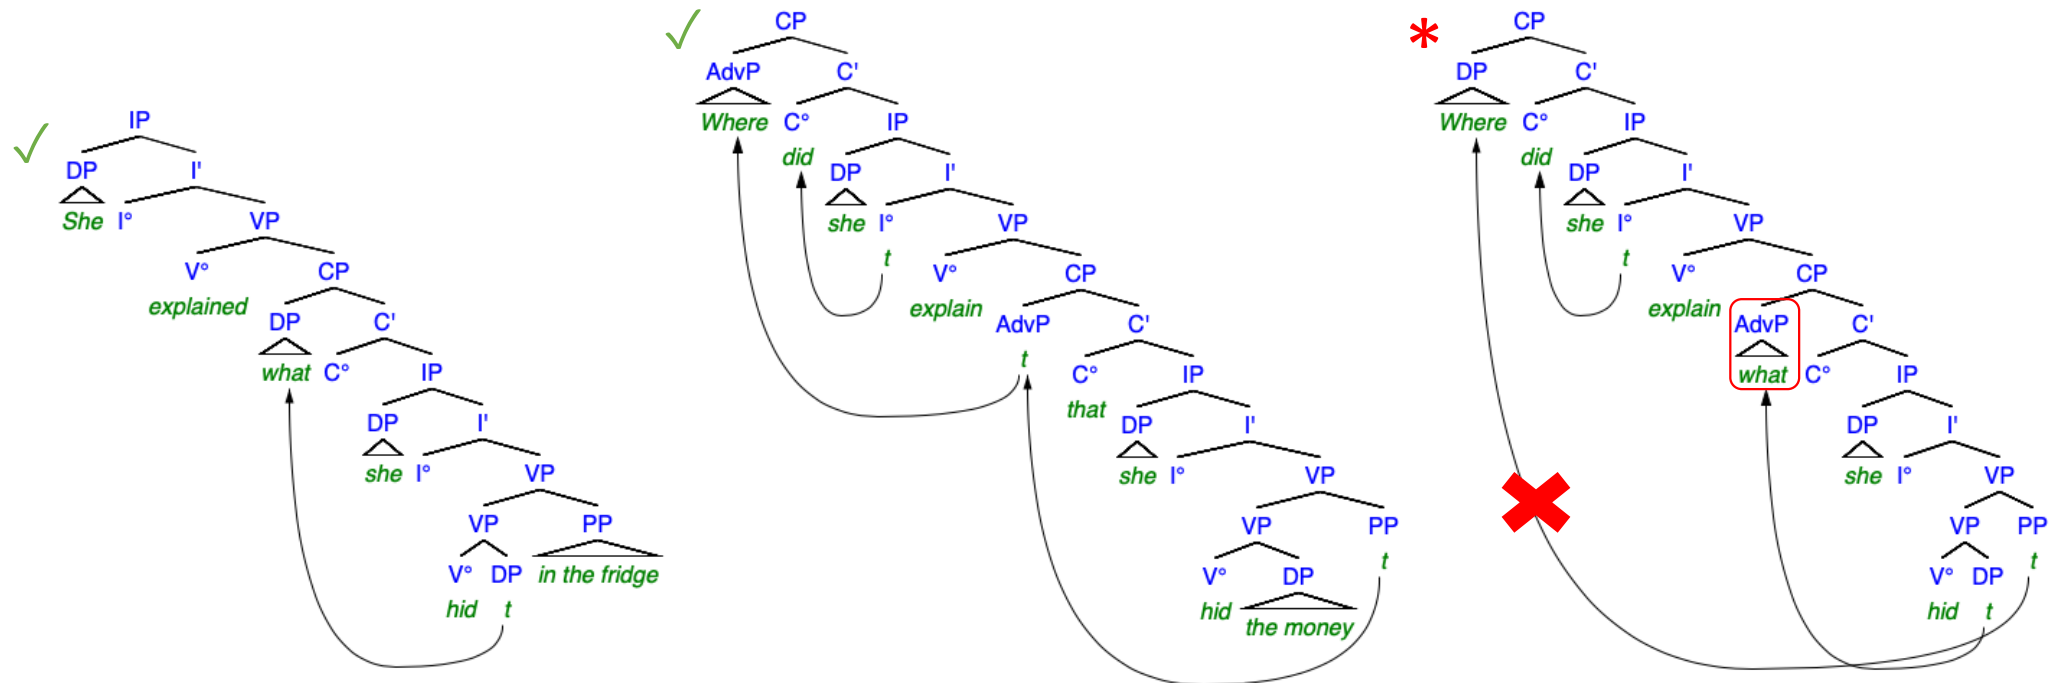 IP
DP I'
She I° VP
V° CP
explained DP C'
what C° IP
DP I'
she I° VP
VP PP
V° DP in the fridge
hid t
CP
AdvP C'
Where C° IP
did DP I'
she I° VP
t V° CP
explain AdvP C'
t C° IP
that DP I'
she I° VP
VP PP
V° DP t
hid the money
* CP
DP C'
Where C° IP
did DP I'
she I° VP
t V° CP
explain AdvP C'
what C° IP
DP I'
she I° VP
VP PP
V° DP t
hid t